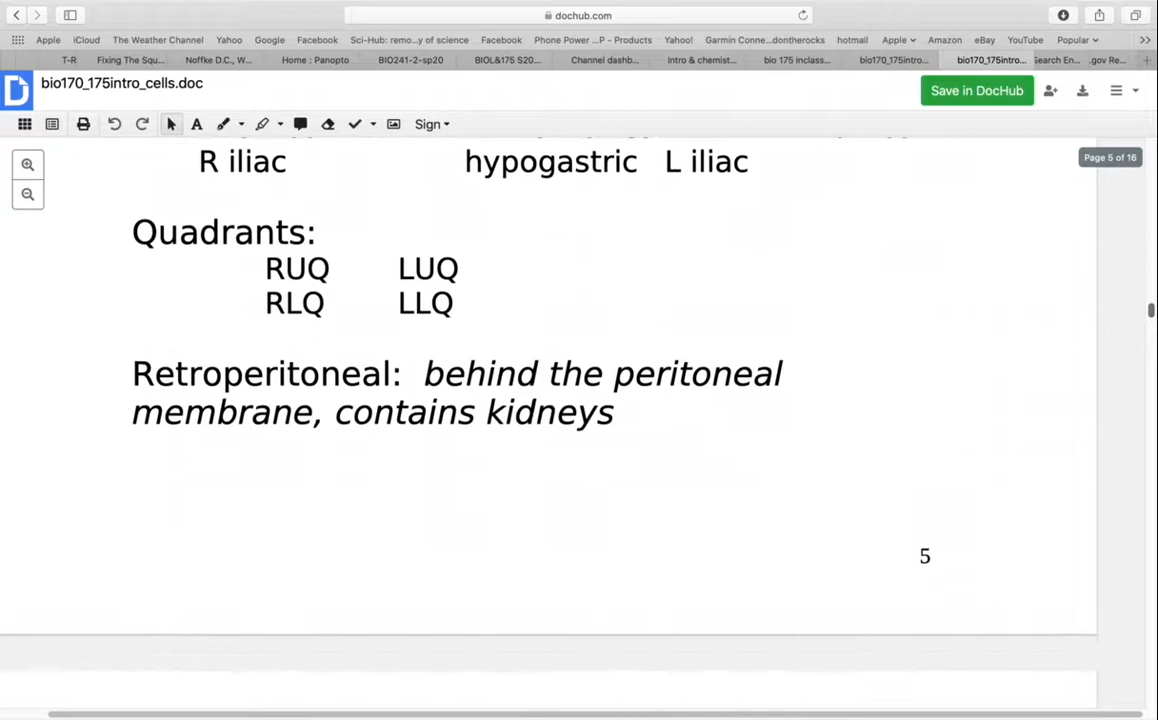 dochub.com
Apple iCloud The Weather Channel Yahoo Google Facebook Sci-Hub: remo...y of science Facebook Phone Power ...P - Products Yahoo! Garmin Conne...dontherocks hotmail Apple Amazon eBay YouTube Popular
T-R Fixing The Squ... Noffke D.C., W... Home : Panopto BIO241-2-sp20 BIOL&175 S20... Channel dashb... Intro & chemist... bio 175 inclass... bio170_175intro... bio170_175intro... Search En... .gov Re...
bio170_175intro_cells.doc
Save in DocHub
A Sign
R iliac hypogastric L iliac
Page 5 of 16
Quadrants:
RUQ LUQ
RLQ LLQ
Retroperitoneal: behind the peritoneal
membrane, contains kidneys
5